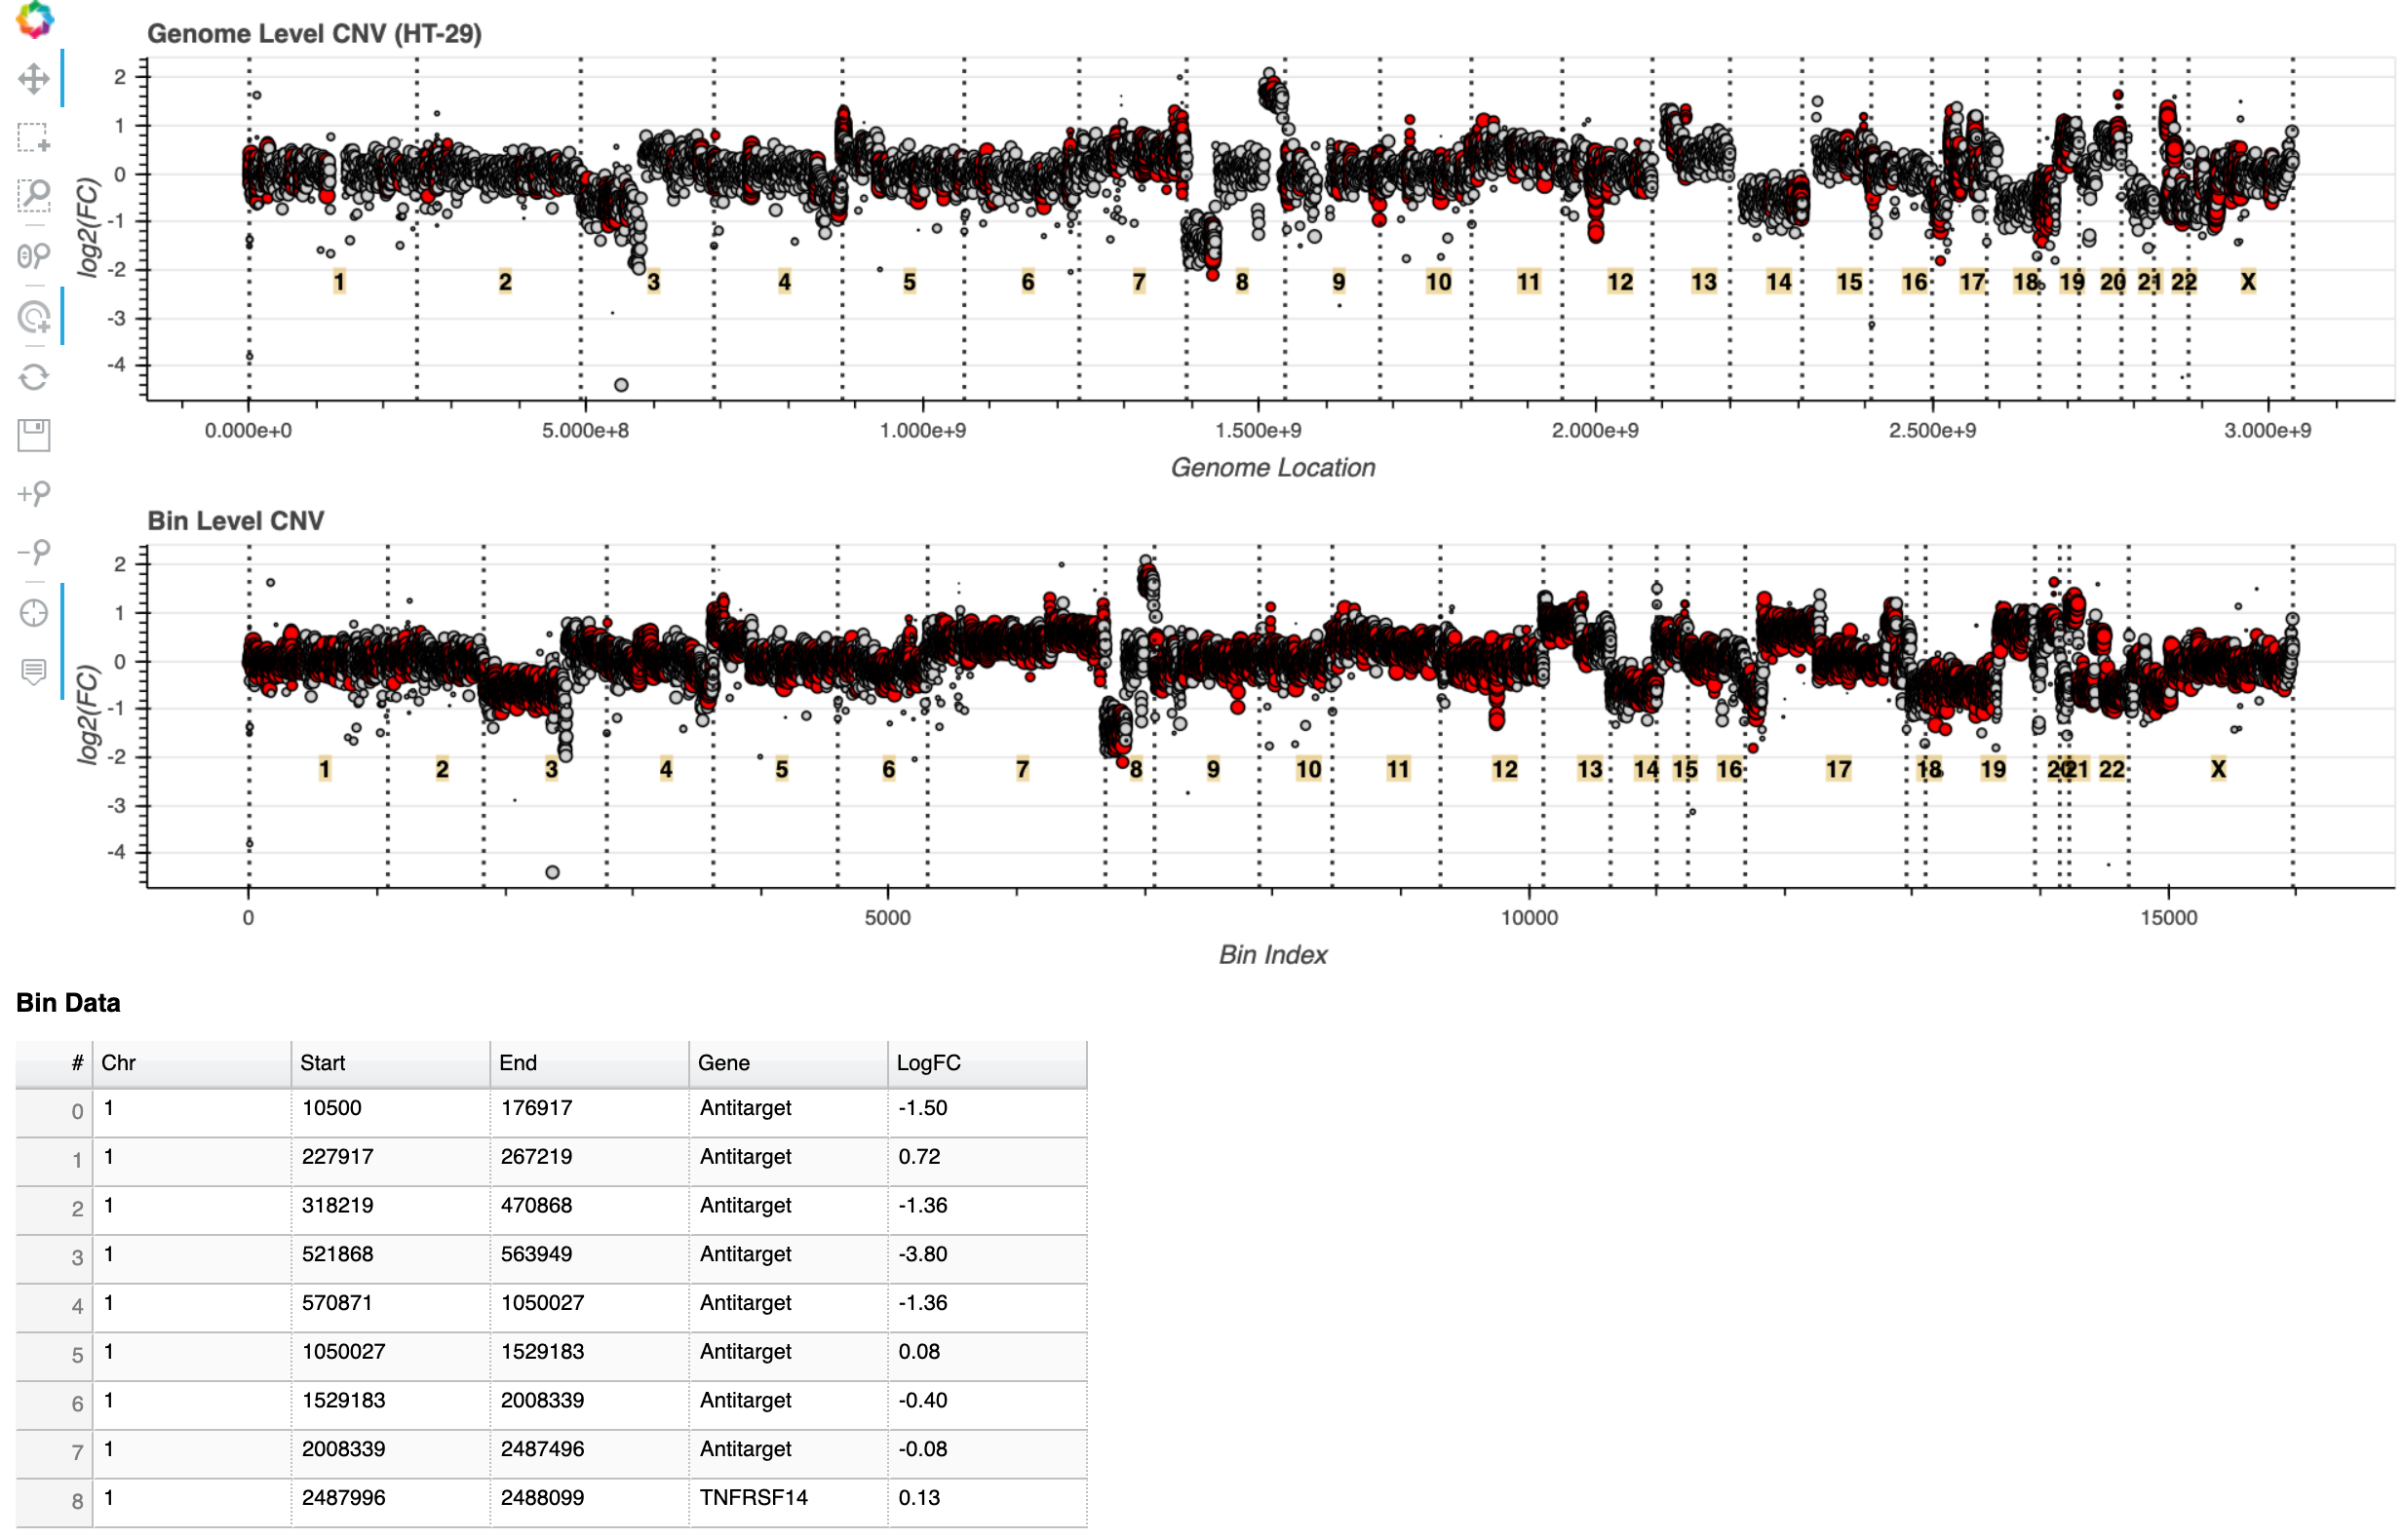 Genome Level CNV (HT-29)
2
1
0
-1
-2
-3
-4
log2(FC)
1 2 3 4 5 6 7 8 9 10 11 12 13 14 15 16 17 18 19 20 21 22 X
0.000e+0 5.000e+8 1.000e+9 1.500e+9 2.000e+9 2.500e+9 3.000e+9
Genome Location
Bin Level CNV
2
1
0
-1
-2
-3
-4
log2(FC)
1 2 3 4 5 6 7 8 9 10 11 12 13 14 15 16 17 18 19 20 21 22 X
0 5000 10000 15000
Bin Index
Bin Data
# Chr Start End Gene LogFC
0 1 10500 176917 Antitarget -1.50
1 1 227917 267219 Antitarget 0.72
2 1 318219 470868 Antitarget -1.36
3 1 521868 563949 Antitarget -3.80
4 1 570871 1050027 Antitarget -1.36
5 1 1050027 1529183 Antitarget 0.08
6 1 1529183 2008339 Antitarget -0.40
7 1 2008339 2487496 Antitarget -0.08
8 1 2487996 2488099 TNFRSF14 0.13